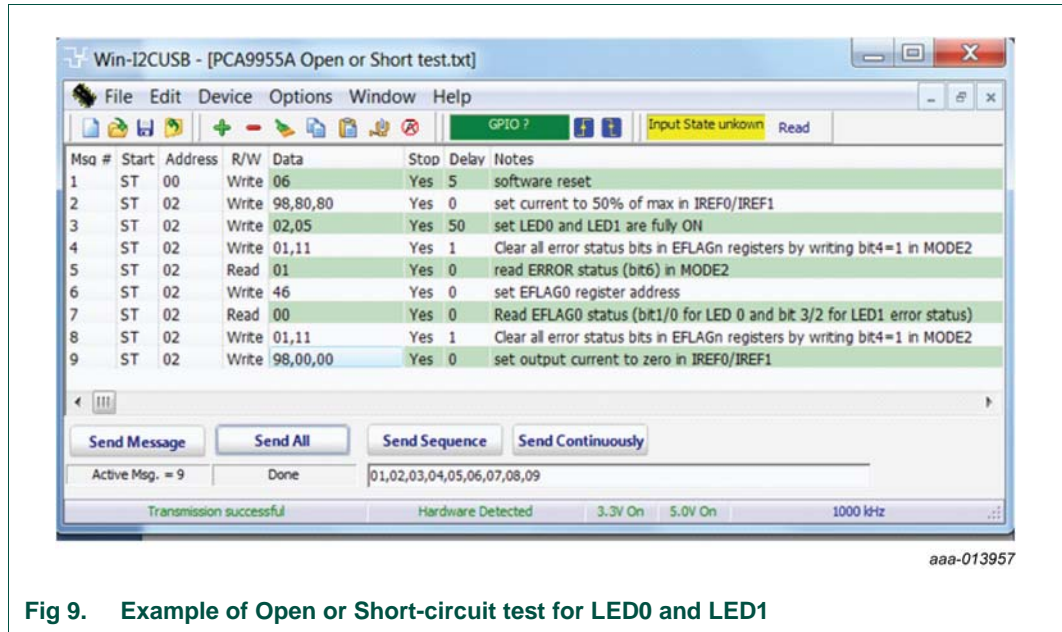 Win-I2CUSB - [PCA9955A Open or Short test.txt]
File Edit Device Options Window Help
GPIO ? Input State unkown Read
Msg # Start Address R/W Data Stop Delay Notes
1 ST 00 Write 06 Yes 5 software reset
2 ST 02 Write 98,80,80 Yes 0 set current to 50% of max in IREF0/IREF1
3 ST 02 Write 02,05 Yes 50 set LED0 and LED1 are fully ON
4 ST 02 Write 01,11 Yes 1 Clear all error status bits in EFLAGn registers by writing bit4=1 in MODE2
5 ST 02 Read 01 Yes 0 read ERROR status (bit6) in MODE2
6 ST 02 Write 46 Yes 0 set EFLAG0 register address
7 ST 02 Read 00 Yes 0 Read EFLAG0 status (bit1/0 for LED 0 and bit 3/2 for LED1 error status)
8 ST 02 Write 01,11 Yes 1 Clear all error status bits in EFLAGn registers by writing bit4=1 in MODE2
9 ST 02 Write 98,00,00 Yes 0 set output current to zero in IREF0/IREF1
Send Message Send All Send Sequence Send Continuously
Active Msg. = 9 Done 01,02,03,04,05,06,07,08,09
Transmission successful Hardware Detected 3.3V On 5.0V On 1000 kHz
aaa-013957
Fig 9. Example of Open or Short-circuit test for LED0 and LED1